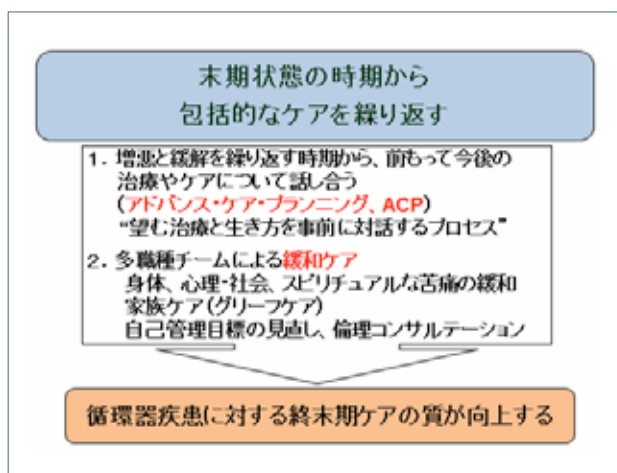 末期状態の時期から
包括的なケアを繰り返す
1. 増悪と緩解を繰り返す時期から、前もって今後の
治療やケアについて話し合う
(アドバンス・ケア・プランニング、ACP)
“望む治療と生き方を事前に対話するプロセス”
2. 多職種チームによる緩和ケア
身体、心理・社会、スピリチュアルな苦痛の緩和
家族ケア(グリーフケア)
自己管理目標の見直し、倫理コンサルテーション
循環器疾患に対する終末期ケアの質が向上する